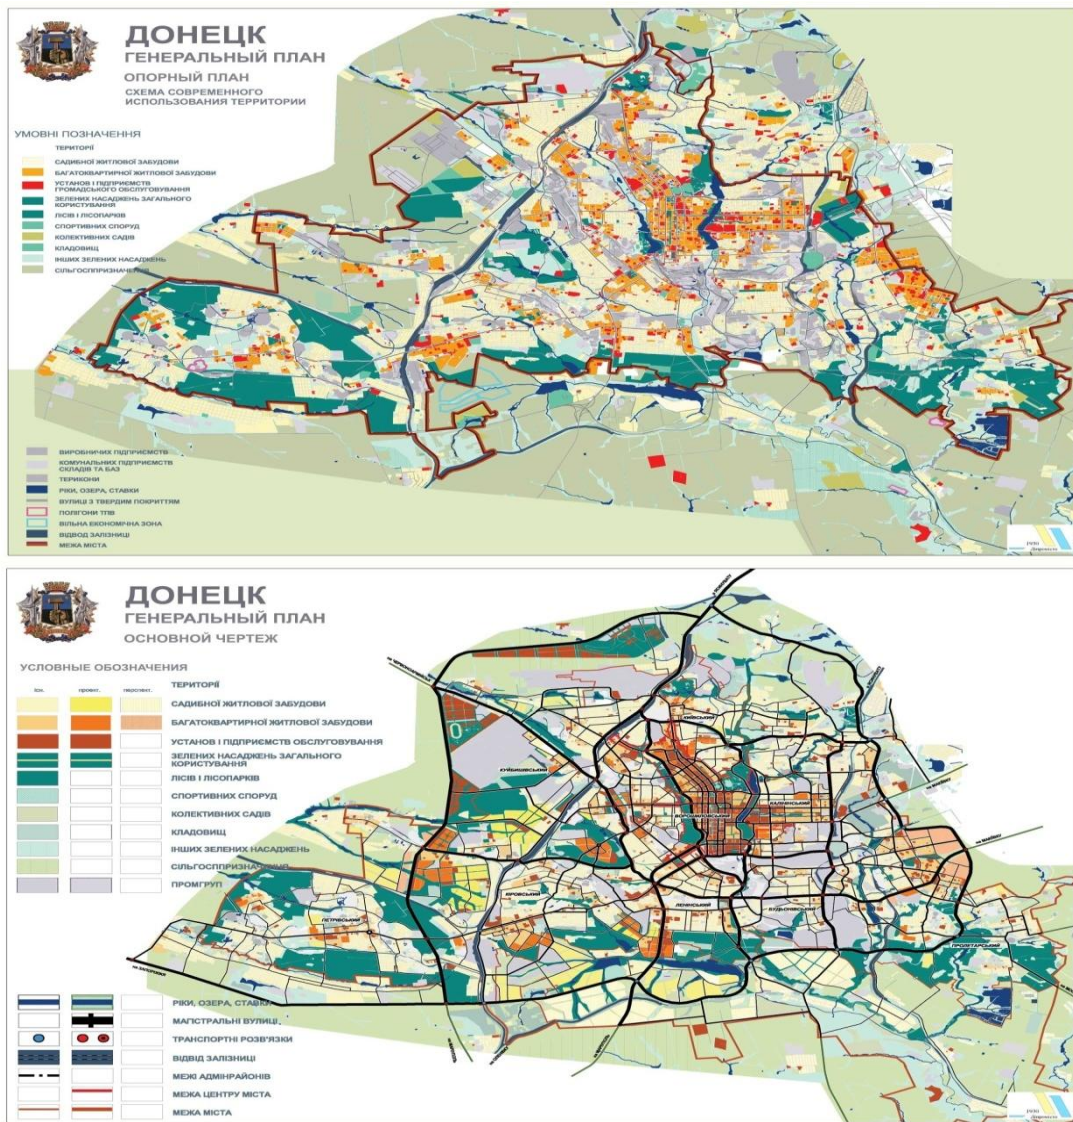 ДОНЕЦК
ГЕНЕРАЛЬНЫЙ ПЛАН
ОПОРНЫЙ ПЛАН
СХЕМА СОВРЕМЕННОГО
ИСПОЛЬЗОВАНИЯ ТЕРРИТОРИИ
УМОВНІ ПОЗНАЧЕННЯ
ТЕРИТОРІЇ
САДИБНОЇ ЖИТЛОВОЇ ЗАБУДОВИ
БАГАТОКВАРТИРНОЇ ЖИТЛОВОЇ ЗАБУДОВИ
УСТАНОВ І ПІДПРИЄМСТВ
ГРОМАДСЬКОГО ОБСЛУГОВУВАННЯ
ЗЕЛЕНИХ НАСАДЖЕНЬ ЗАГАЛЬНОГО
КОРИСТУВАННЯ
ЛІСІВ І ЛІСОПАРКІВ
СПОРТИВНИХ СПОРУД
КОЛЕКТИВНИХ САДІВ
КЛАДОВИЩ
ІНШИХ ЗЕЛЕНИХ НАСАДЖЕНЬ
СІЛЬГОСППРИЗНАЧЕННЯ
ВИРОБНИЧИХ ПІДПРИЄМСТВ
КОМУНАЛЬНИХ ПІДПРИЄМСТВ
СКЛАДІВ ТА БАЗ
ТЕРИКОНИ
РІКИ, ОЗЕРА, СТАВКИ
ВУЛИЦІ З ТВЕРДИМ ПОКРИТТЯМ
ПОЛІГОНИ ТПВ
ВІЛЬНА ЕКОНОМІЧНА ЗОНА
ВІДВОД ЗАЛІЗНИЦІ
МЕЖА МІСТА
ДОНЕЦК
ГЕНЕРАЛЬНЫЙ ПЛАН
ОСНОВНОЙ ЧЕРТЕЖ
УСЛОВНЫЕ ОБОЗНАЧЕНИЯ
ТЕРИТОРІЇ
САДИБНОЇ ЖИТЛОВОЇ ЗАБУДОВИ
БАГАТОКВАРТИРНОЇ ЖИТЛОВОЇ ЗАБУДОВИ
УСТАНОВ І ПІДПРИЄМСТВ ОБСЛУГОВУВАННЯ
ЗЕЛЕНИХ НАСАДЖЕНЬ ЗАГАЛЬНОГО
КОРИСТУВАННЯ
ЛІСІВ І ЛІСОПАРКІВ
СПОРТИВНИХ СПОРУД
КОЛЕКТИВНИХ САДІВ
КЛАДОВИЩ
ІНШИХ ЗЕЛЕНИХ НАСАДЖЕНЬ
СІЛЬГОСППРИЗНАЧЕННЯ
ПРОМГРУП
РІКИ, ОЗЕРА, СТАВКИ
МАГІСТРАЛЬНІ ВУЛИЦІ
ТРАНСПОРТНІ РОЗВ'ЯЗКИ
ВІДВІД ЗАЛІЗНИЦІ
МЕЖІ АДМІНРАЙОНІВ
МЕЖА ЦЕНТРУ МІСТА
МЕЖА МІСТА
КИЇВСЬКИЙ
КУЙБИШІВСЬКИЙ
КАЛІНІНСЬКИЙ
ВОРОШИЛОВСЬКИЙ
КІРОВСЬКИЙ
ЛЕНІНСЬКИЙ
БУДЬОНІВСЬКИЙ
ПЕТРІВСЬКИЙ
ПРОЛЕТАРСЬКИЙ